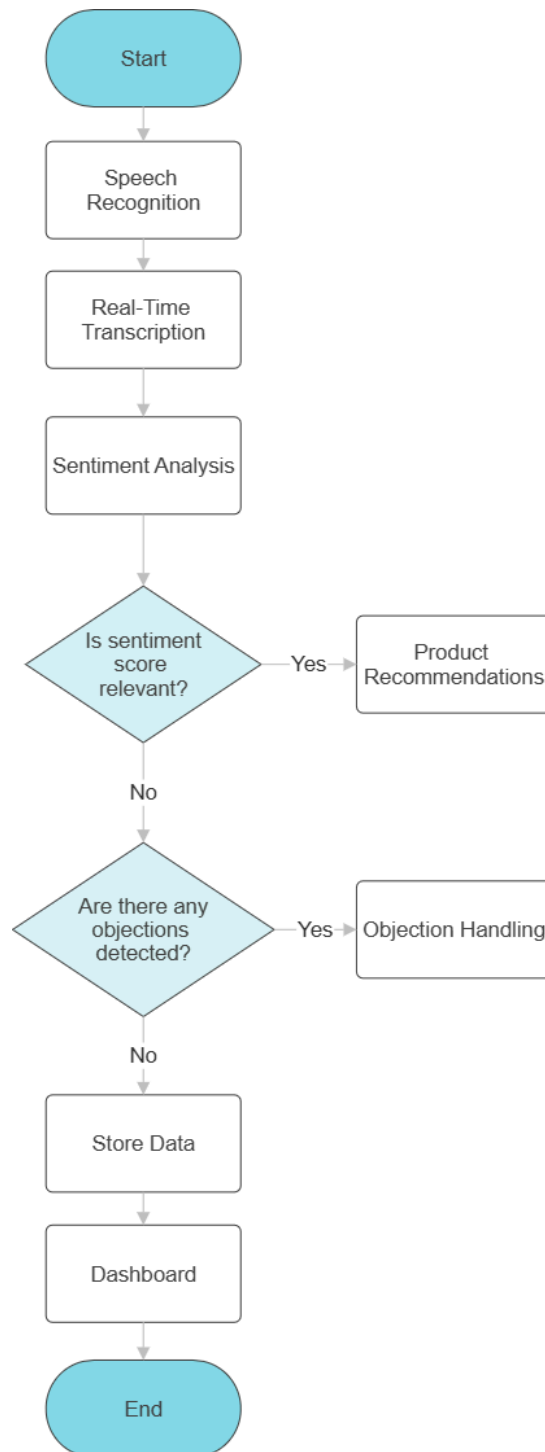 Start
Speech
Recognition
Real-Time
Transcription
Sentiment Analysis
Is sentiment
score
relevant?
Yes
Product
Recommendations
No
Are there any
objections
detected?
Yes
Objection Handling
No
Store Data
Dashboard
End